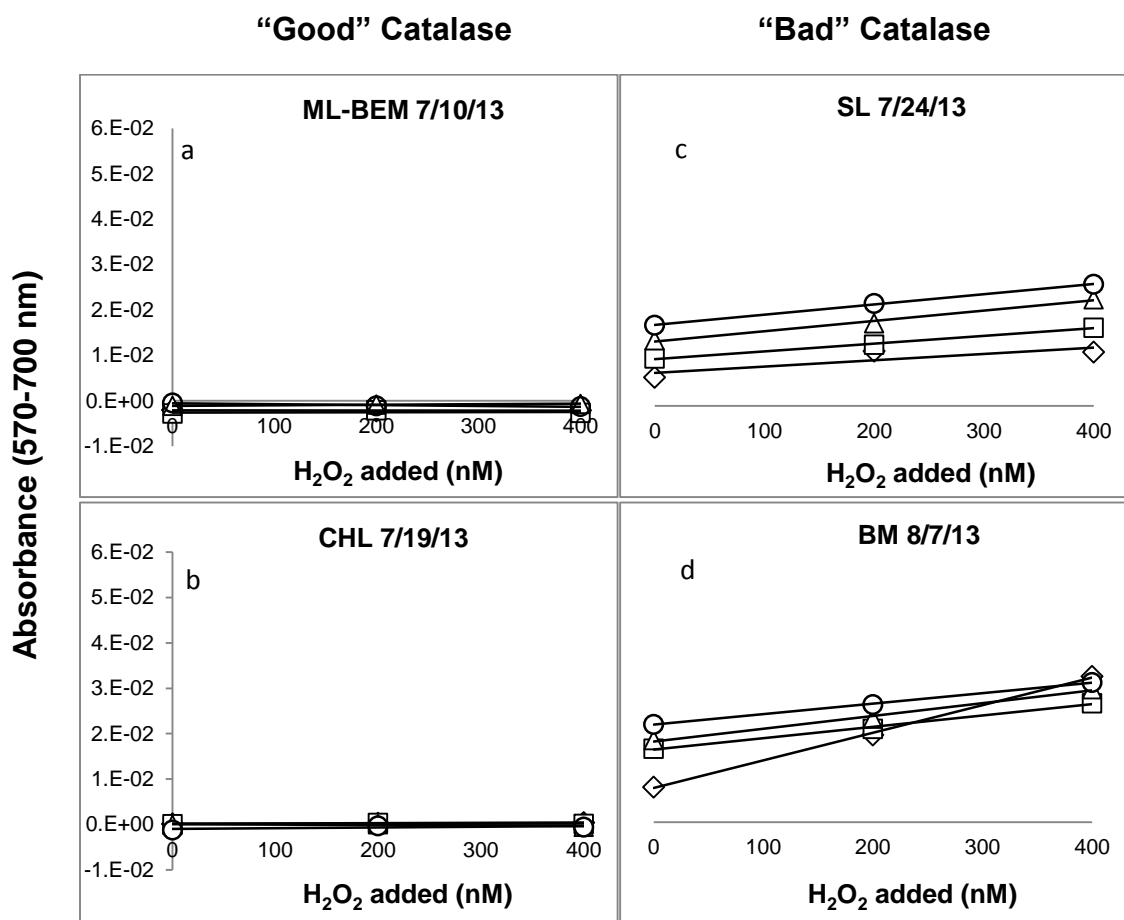 “Good” Catalase
“Bad” Catalase
Absorbance (570-700 nm)
ML-BEM 7/10/13
a
6.E-02
5.E-02
4.E-02
3.E-02
2.E-02
1.E-02
0.E+00
-1.E-02
0 100 200 300 400
H₂O₂ added (nM)
SL 7/24/13
c
0 100 200 300 400
H₂O₂ added (nM)
CHL 7/19/13
b
6.E-02
5.E-02
4.E-02
3.E-02
2.E-02
1.E-02
0.E+00
-1.E-02
0 100 200 300 400
H₂O₂ added (nM)
BM 8/7/13
d
0 100 200 300 400
H₂O₂ added (nM)